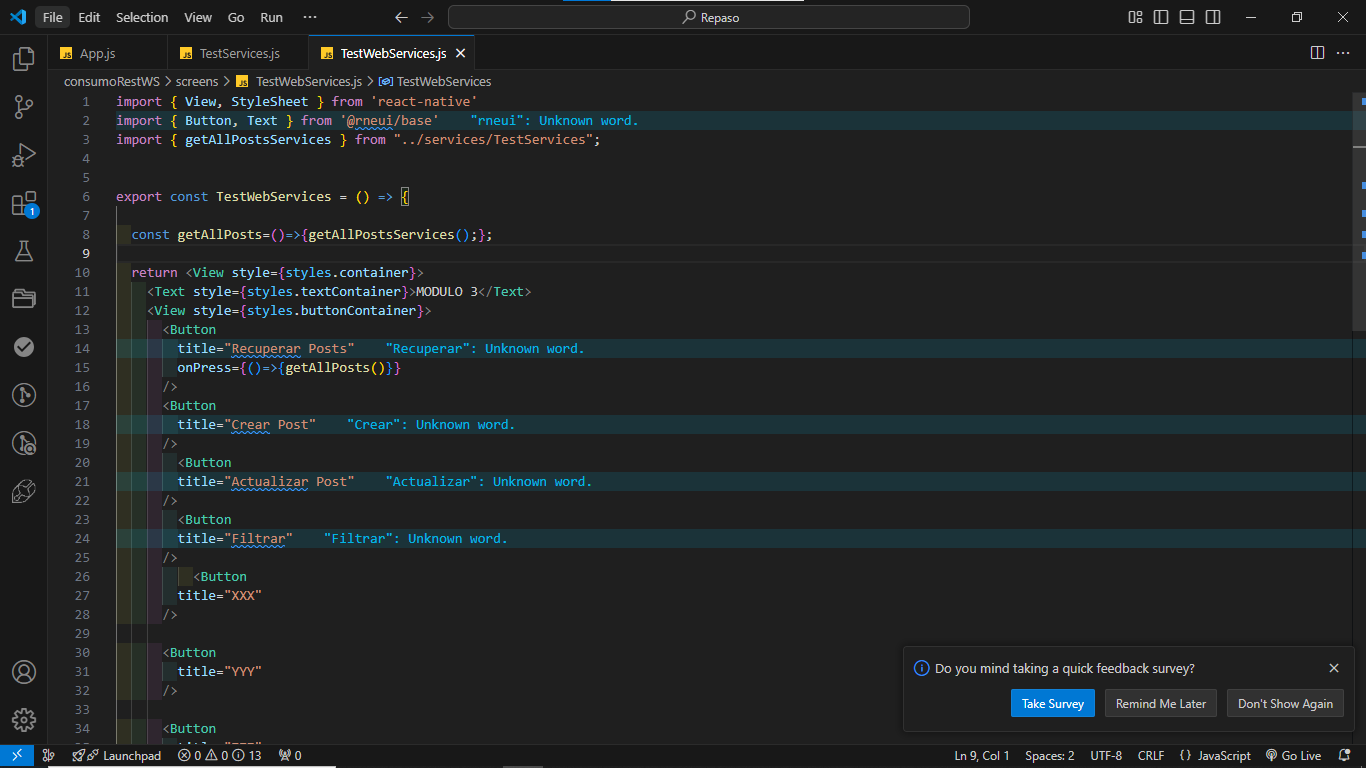 File Edit Selection View Go Run ··· Repaso
App.js TestServices.js TestWebServices.js
consumoRestWS > screens > TestWebServices.js > TestWebServices
1 import { View, StyleSheet } from 'react-native'
2 import { Button, Text } from '@rneui/base' "rneui": Unknown word.
3 import { getAllPostsServices } from "../services/TestServices";
4
5
6 export const TestWebServices = () => {
7
8 const getAllPosts=()=>{getAllPostsServices();};
9
10 return <View style={styles.container}>
11 <Text style={styles.textContainer}>MODULO 3</Text>
12 <View style={styles.buttonContainer}>
13 <Button
14 title="Recuperar Posts" "Recuperar": Unknown word.
15 onPress={()=>{getAllPosts()}}
16 />
17 <Button
18 title="Crear Post" "Crear": Unknown word.
19 />
20 <Button
21 title="Actualizar Post" "Actualizar": Unknown word.
22 />
23 <Button
24 title="Filtrar" "Filtrar": Unknown word.
25 />
26 <Button
27 title="XXX"
28 />
29
30 <Button
31 title="YYY"
32 />
33
34 <Button
1
Do you mind taking a quick feedback survey?
Take Survey Remind Me Later Don't Show Again
Launchpad 0 0 13 0 Ln 9, Col 1 Spaces: 2 UTF-8 CRLF {} JavaScript Go Live